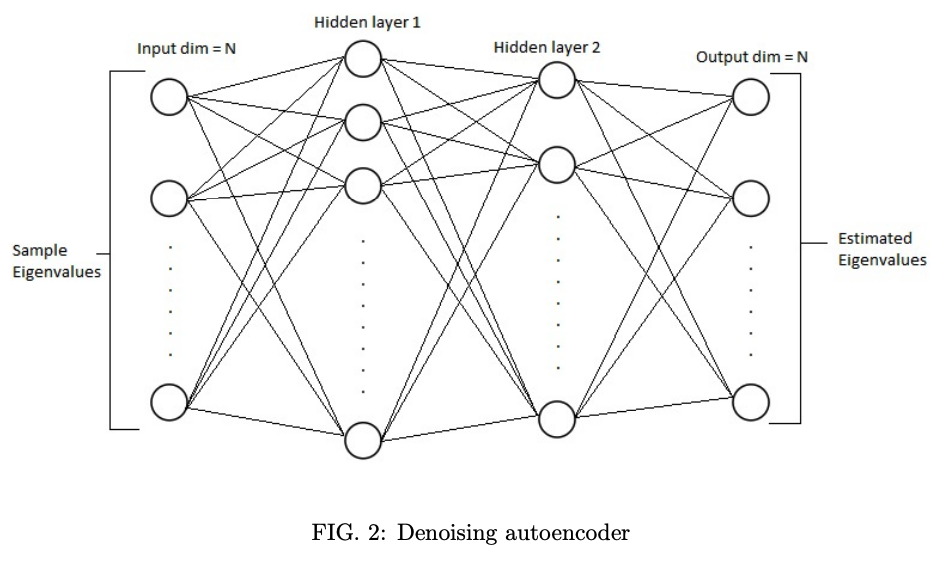 Hidden layer 1
Input dim = N
Hidden layer 2
Output dim = N
Sample
Eigenvalues
Estimated
Eigenvalues
FIG. 2: Denoising autoencoder